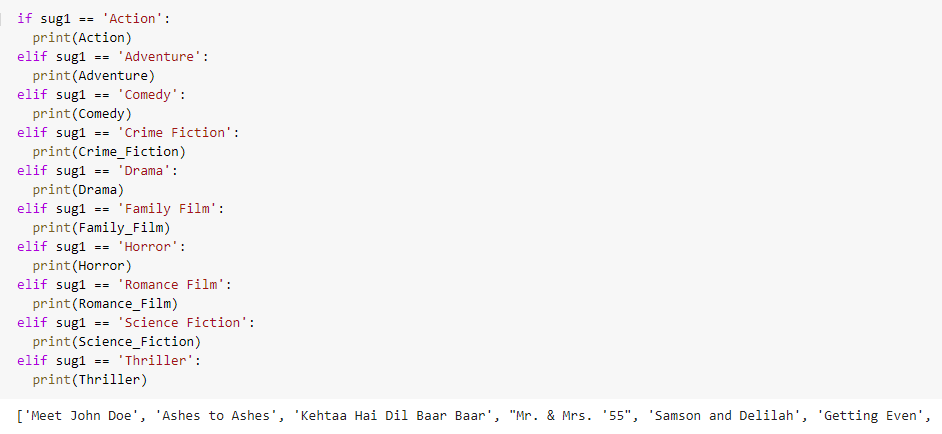 if sug1 == 'Action':
  print(Action)
elif sug1 == 'Adventure':
  print(Adventure)
elif sug1 == 'Comedy':
  print(Comedy)
elif sug1 == 'Crime Fiction':
  print(Crime_Fiction)
elif sug1 == 'Drama':
  print(Drama)
elif sug1 == 'Family Film':
  print(Family_Film)
elif sug1 == 'Horror':
  print(Horror)
elif sug1 == 'Romance Film':
  print(Romance_Film)
elif sug1 == 'Science Fiction':
  print(Science_Fiction)
elif sug1 == 'Thriller':
  print(Thriller)
['Meet John Doe', 'Ashes to Ashes', 'Kehtaa Hai Dil Baar Baar', "Mr. & Mrs. '55", 'Samson and Delilah', 'Getting Even',